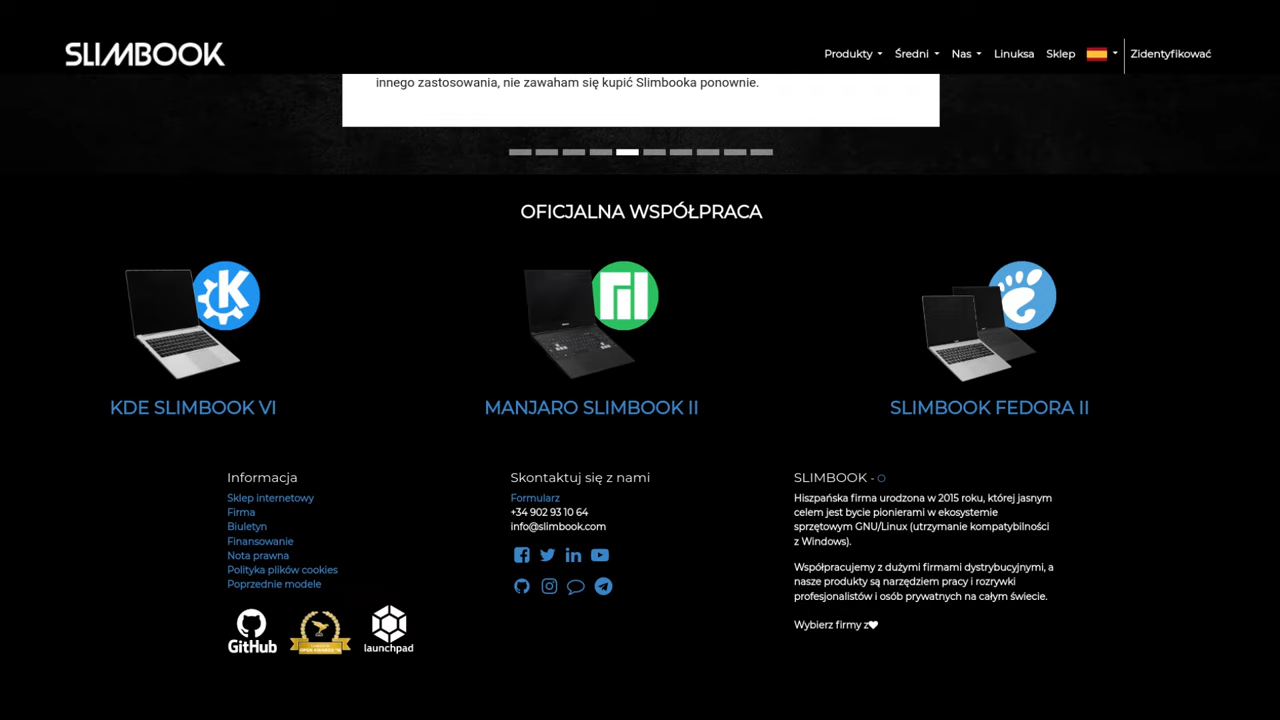 SLIMBOOK
Produkty
Średni
Nas
Linuksa
Sklep
Zidentyfikować
innego zastosowania, nie zawaham się kupić Slimbooka ponownie.
OFICJALNA WSPÓŁPRACA
KDE SLIMBOOK VI
MANJARO SLIMBOOK II
SLIMBOOK FEDORA II
Informacja
Sklep internetowy
Firma
Biuletyn
Finansowanie
Nota prawna
Polityka plików cookies
Poprzednie modele
GitHub
launchpad
Skontaktuj się z nami
Formularz
+34 902 93 10 64
info@slimbook.com
SLIMBOOK -
Hiszpańska firma urodzona w 2015 roku, której jasnym
celem jest bycie pionierami w ekosystemie
sprzętowym GNU/Linux (utrzymanie kompatybilności
z Windows).
Współpracujemy z dużymi firmami dystrybucyjnymi, a
nasze produkty są narzędziem pracy i rozrywki
profesjonalistów i osób prywatnych na całym świecie.
Wybierz firmy z